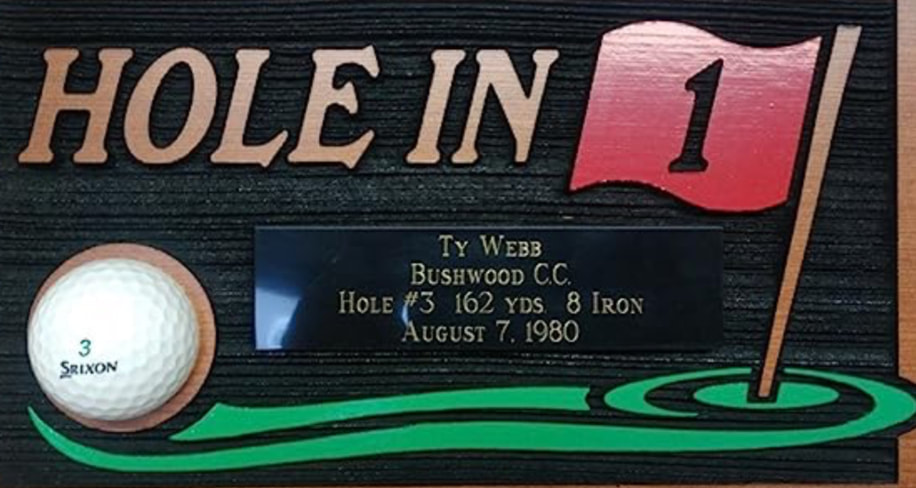 HOLE IN 1
TY WEBB
BUSHWOOD C.C.
HOLE #3 162 YDS 8 IRON
AUGUST 7, 1980
3
SRIXON